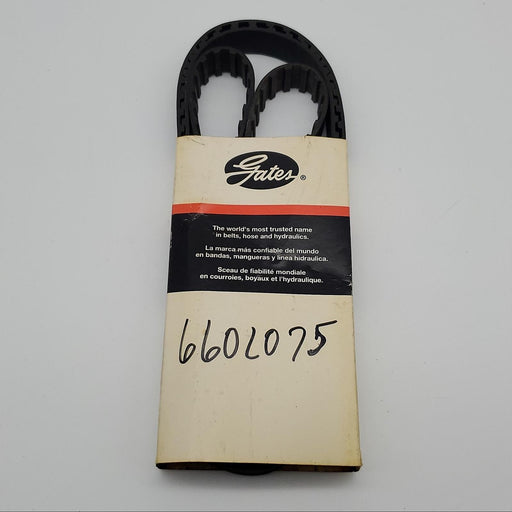 Gates®
The world's most trusted name
in belts, hose and hydraulics.
La marca más confiable del mundo
en bandas, mangueras y linea hidraulica.
Sceau de fiabilité mondiale
en courroies, boyaux et l'hydraulique.
660L075